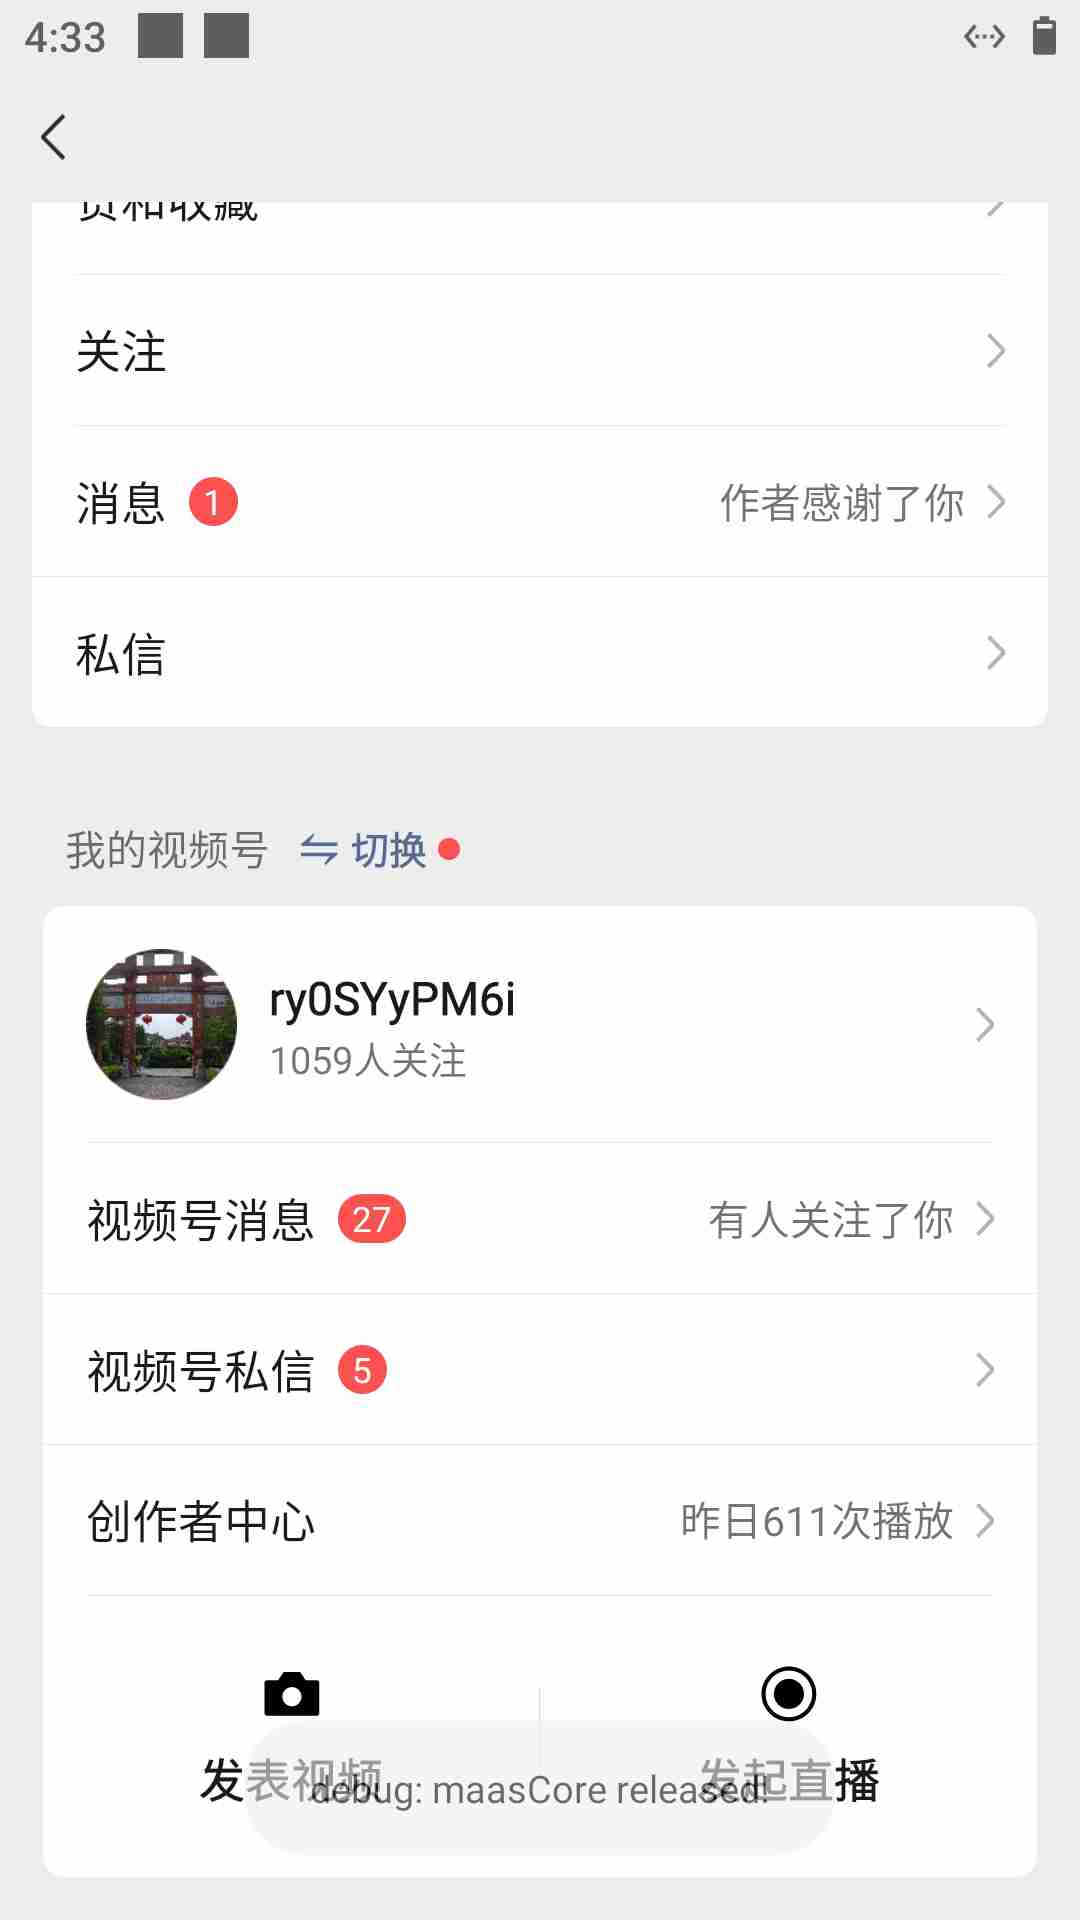 4:33
和收藏
关注
消息 1 作者感谢了你
私信
我的视频号 切换
ry0SYyPM6i
1059人关注
视频号消息 27 有人关注了你
视频号私信 5
创作者中心 昨日611次播放
发表视频 发起直播
debug: maasCore released!